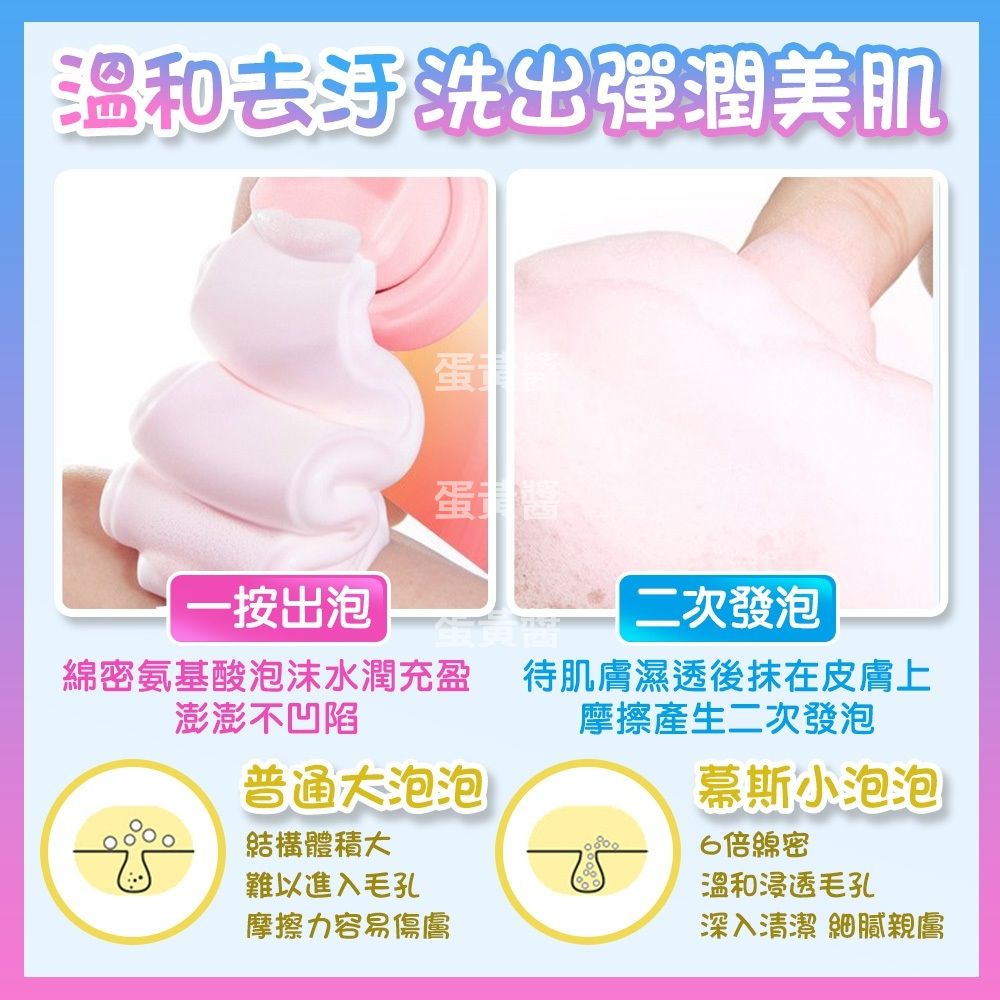 溫和去汙 洗出彈潤美肌
蛋黃醬
蛋黃醬
蛋黃醬
一按出泡
綿密氨基酸泡沫水潤充盈
澎澎不凹陷
二次發泡
待肌膚濕透後抹在皮膚上
摩擦產生二次發泡
普通大泡泡
結構體積大
難以進入毛孔
摩擦力容易傷膚
慕斯小泡泡
6倍綿密
溫和浸透毛孔
深入清潔 細膩親膚